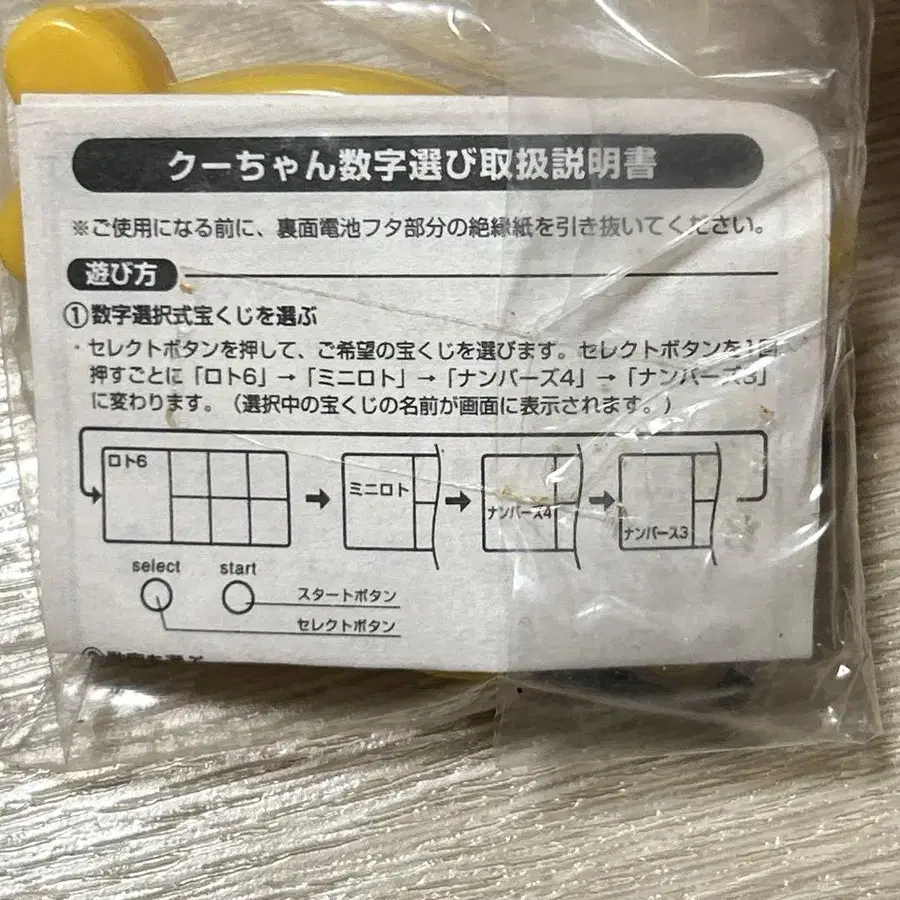 クーちゃん数字選び取扱説明書
※ご使用になる前に、裏面電池フタ部分の絶縁紙を引き抜いてください。
遊び方
①数字選択式宝くじを選ぶ
・セレクトボタンを押して、ご希望の宝くじを選びます。セレクトボタンを1回
押すごとに「ロト6」→「ミニロト」→「ナンバーズ4」→「ナンバーズ3」
に変わります。(選択中の宝くじの名前が画面に表示されます。)
ロト6
ミニロト
ナンバーズ4
ナンバーズ3
select start
スタートボタン
セレクトボタン